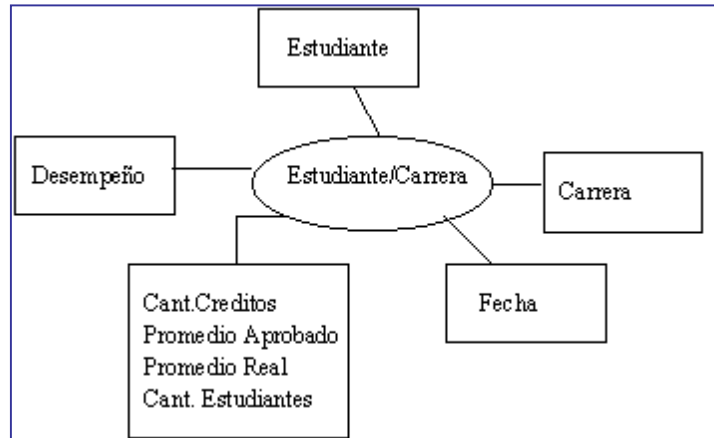 Estudiante
Desempeño
Estudiante/Carrera
Carrera
Cant.Creditos
Promedio Aprobado
Promedio Real
Cant. Estudiantes
Fecha